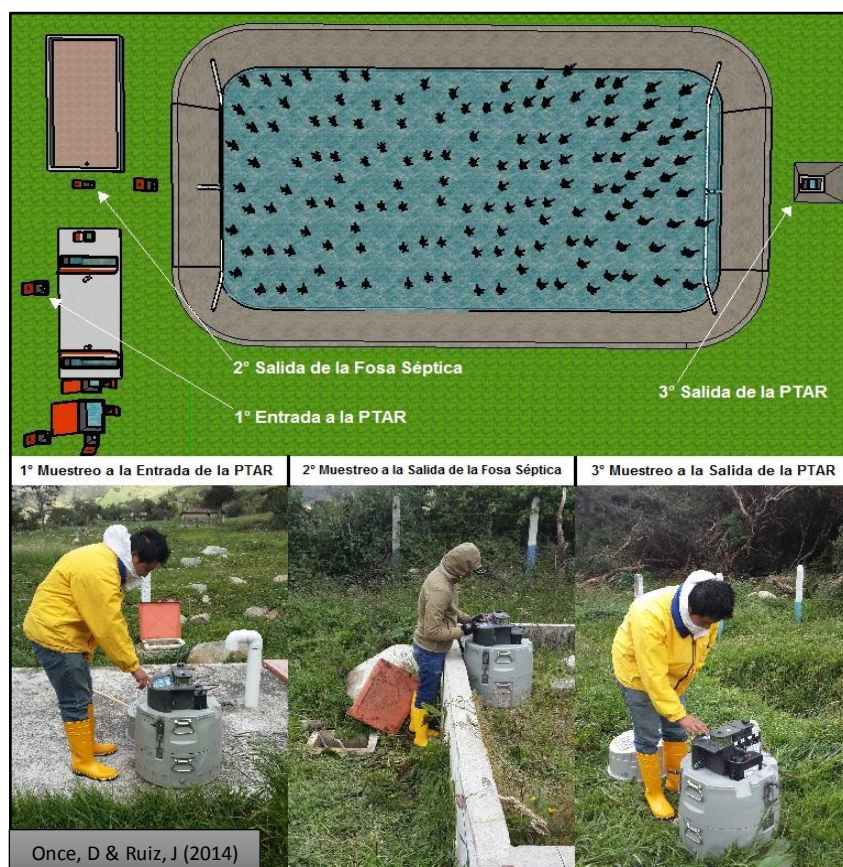 2° Salida de la Fosa Séptica
3° Salida de la PTAR
1° Entrada a la PTAR
1° Muestreo a la Entrada de la PTAR
2° Muestreo a la Salida de la Fosa Séptica
3° Muestreo a la Salida de la PTAR
Once, D & Ruiz, J (2014)